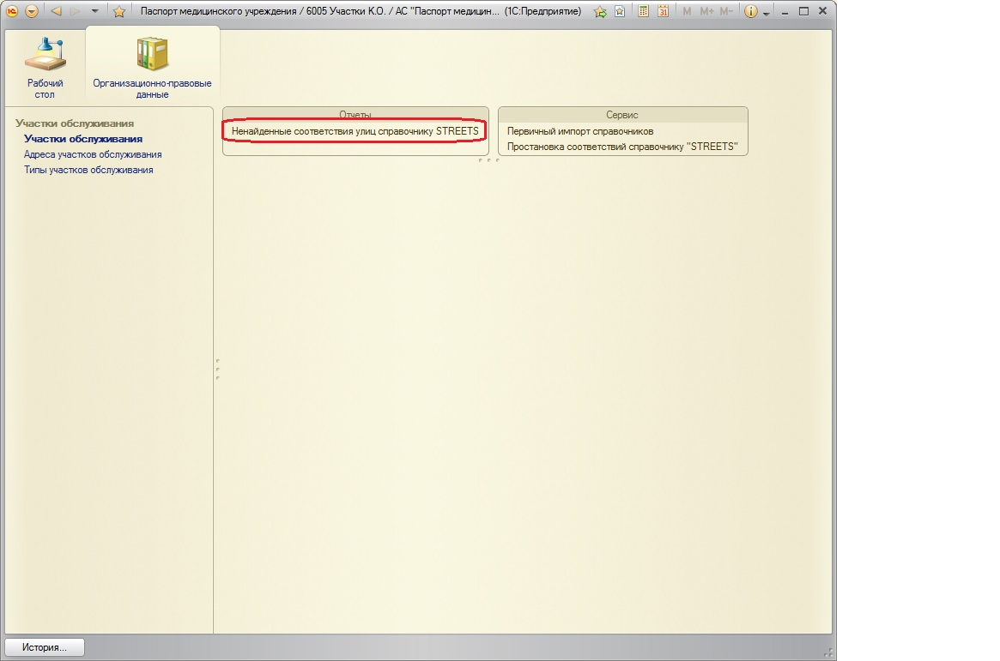 Паспорт медицинского учреждения / 6005 Участки К.О. / АС "Паспорт медицин... (1С:Предприятие)
31 M M+ M-
Рабочий
стол
Организационно-правовые
данные
Участки обслуживания
Участки обслуживания
Адреса участков обслуживания
Типы участков обслуживания
Отчеты
Ненайденные соответствия улиц справочнику STREETS
Сервис
Первичный импорт справочников
Простановка соответствий справочнику "STREETS"
История...